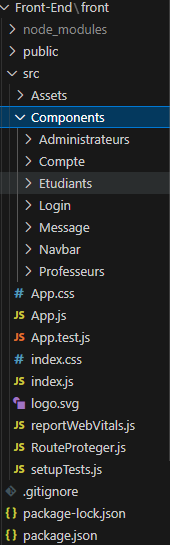 Front-End\front
node_modules
public
src
Assets
Components
Administrateurs
Compte
Etudiants
Login
Message
Navbar
Professeurs
# App.css
JS App.js
JS App.test.js
# index.css
JS index.js
logo.svg
JS reportWebVitals.js
JS RouteProteger.js
JS setupTests.js
.gitignore
{} package-lock.json
{} package.json